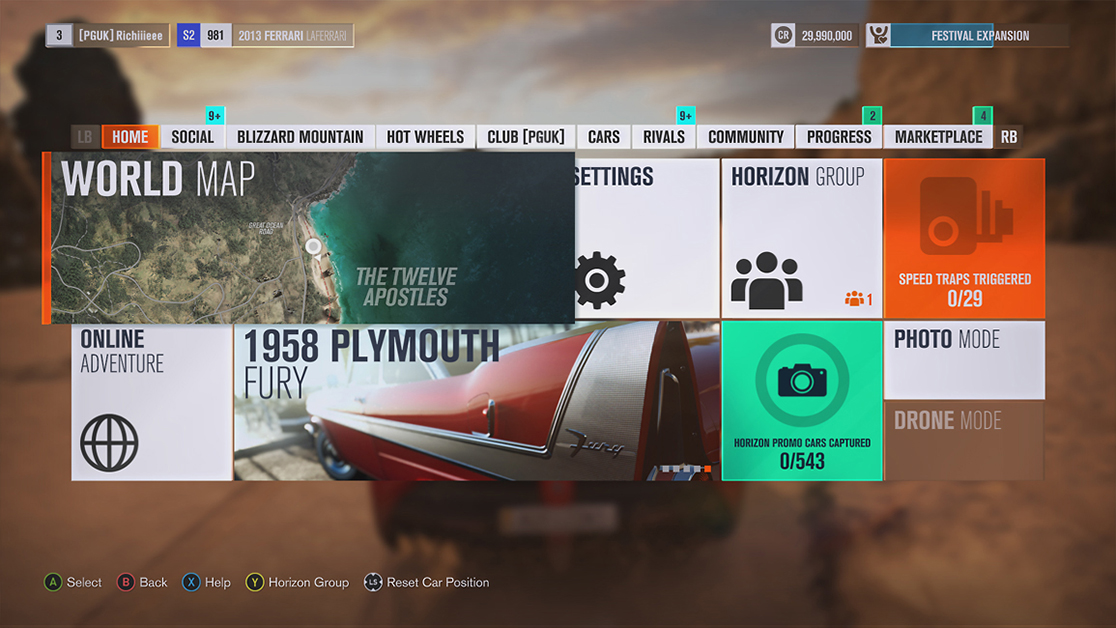 3 [PGUK] Richiiieee S2 981 2013 FERRARI LAFERRARI
CR 29,990,000 FESTIVAL EXPANSION
9+ 9+ 2 4
LB HOME SOCIAL BLIZZARD MOUNTAIN HOT WHEELS CLUB [PGUK] CARS RIVALS COMMUNITY PROGRESS MARKETPLACE RB
WORLD MAP
GREAT OCEAN
ROAD
THE TWELVE
APOSTLES
SETTINGS
HORIZON GROUP
1
SPEED TRAPS TRIGGERED
0/29
ONLINE
ADVENTURE
1958 PLYMOUTH
FURY
Fury
HORIZON PROMO CARS CAPTURED
0/543
PHOTO MODE
DRONE MODE
A Select B Back X Help Y Horizon Group LS Reset Car Position